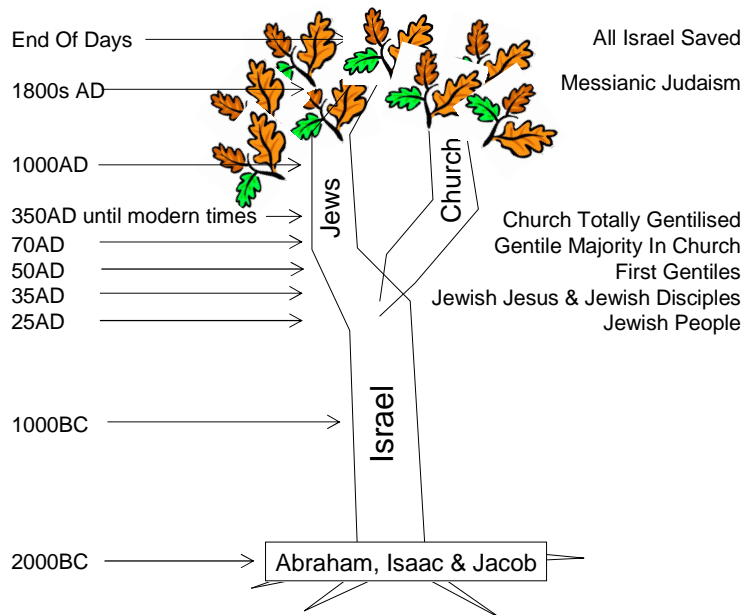 End Of Days
All Israel Saved
1800s AD
Messianic Judaism
1000AD
Jews
Church
350AD until modern times
Church Totally Gentilised
70AD
Gentile Majority In Church
50AD
First Gentiles
35AD
Jewish Jesus & Jewish Disciples
25AD
Jewish People
Israel
1000BC
2000BC
Abraham, Isaac & Jacob